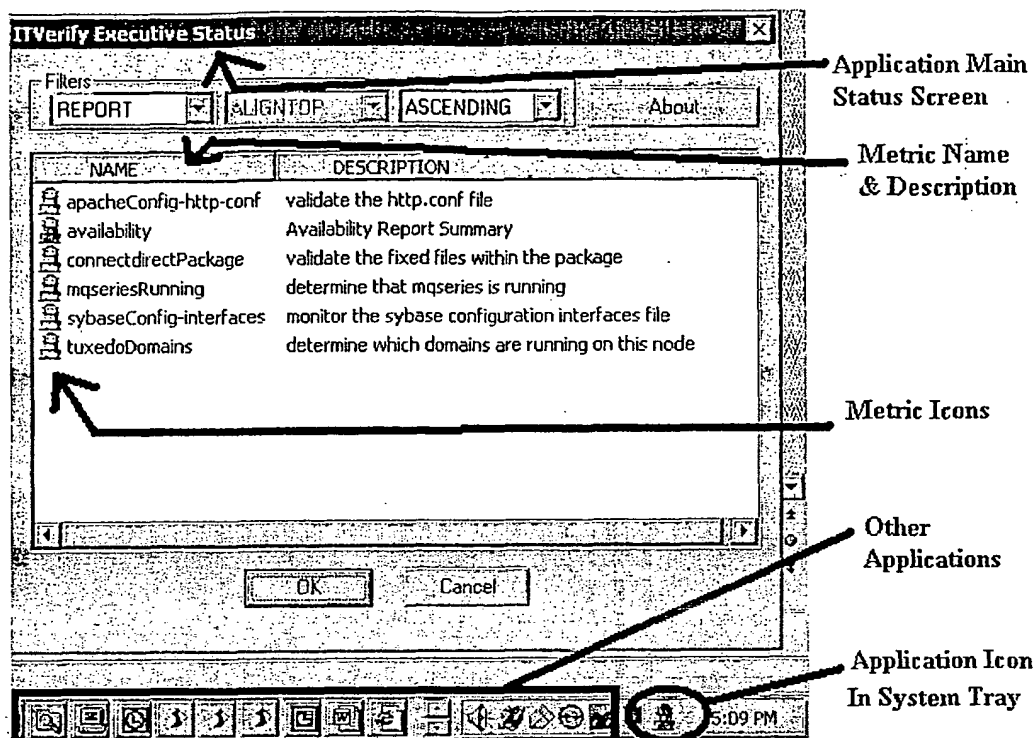 ITVerify Executive Status
Filters
REPORT
ALIGNTOP
ASCENDING
About
NAME
DESCRIPTION
apacheConfig-http-conf validate the http.conf file
availability Availability Report Summary
connectdirectPackage validate the fixed files within the package
mqseriesRunning determine that mqseries is running
sybaseConfig-interfaces monitor the sybase configuration interfaces file
tuxedoDomains determine which domains are running on this node
OK
Cancel
5:09 PM
Application Main
Status Screen
Metric Name
& Description
Metric Icons
Other
Applications
Application Icon
In System Tray